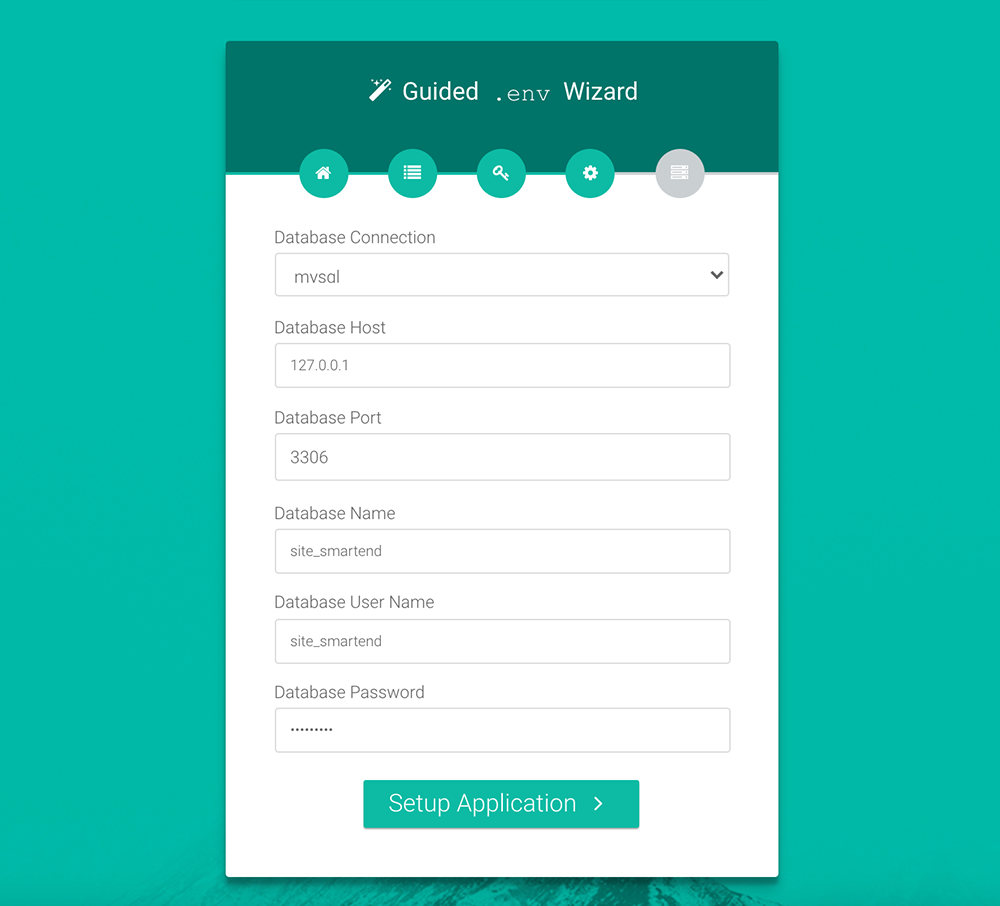 Guided .env Wizard
Database Connection
mysql
Database Host
127.0.0.1
Database Port
3306
Database Name
site_smartend
Database User Name
site_smartend
Database Password
•••••••••
Setup Application